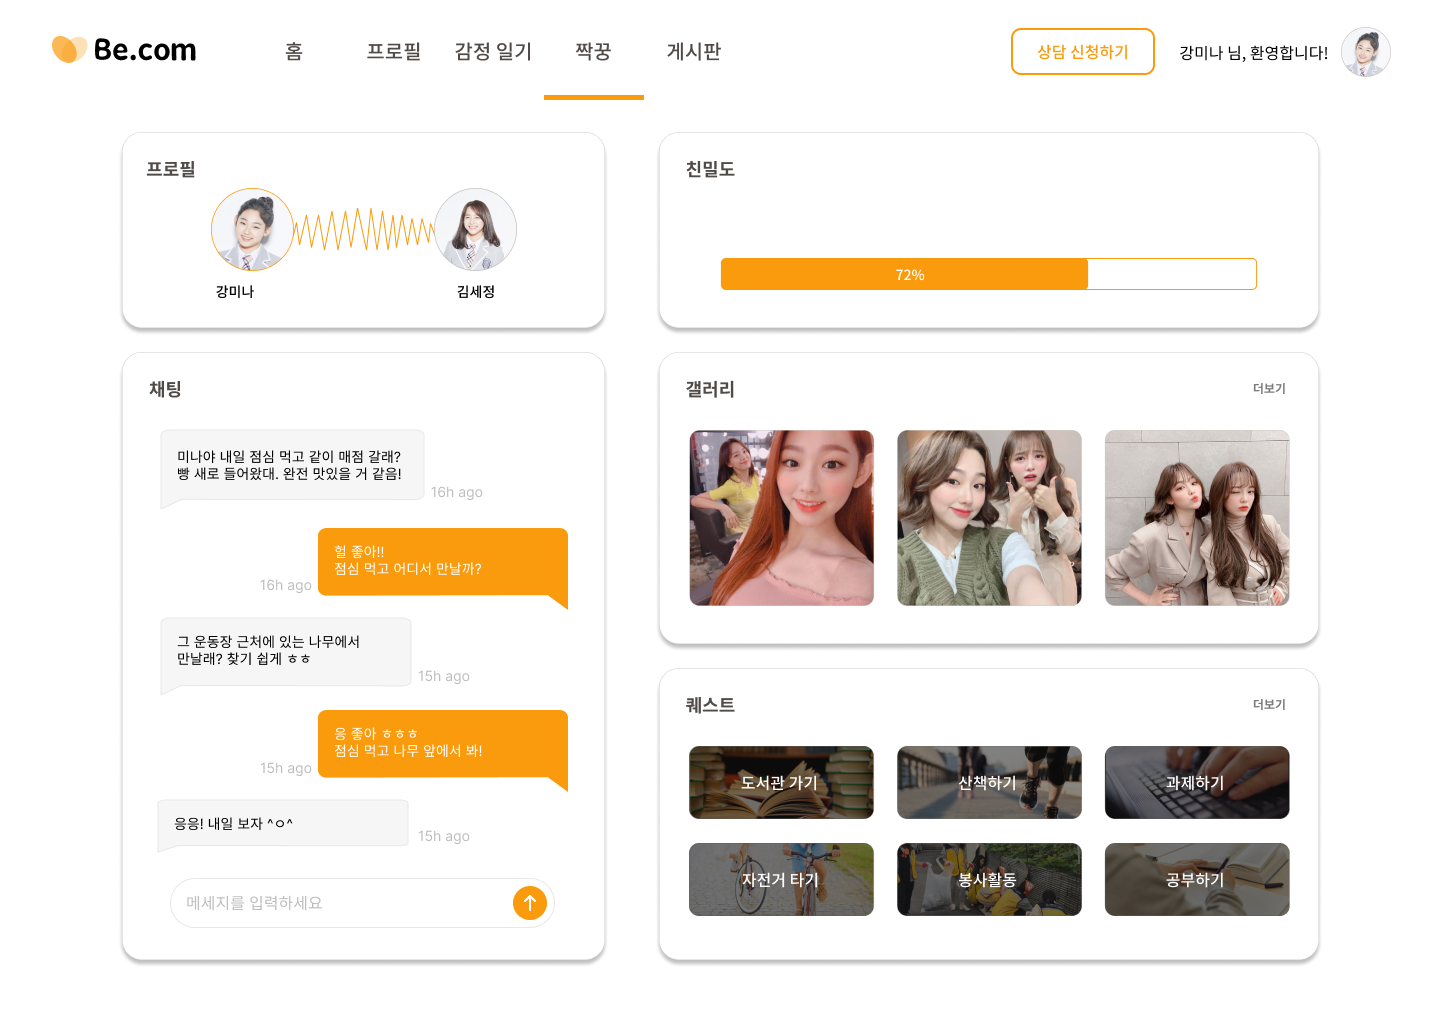 Be.com
홈
프로필
감정 일기
짝꿍
게시판
상담 신청하기
강미나 님, 환영합니다!
프로필
강미나
김세정
친밀도
72%
채팅
미나야 내일 점심 먹고 같이 매점 갈래?
빵 새로 들어왔대. 완전 맛있을 거 같음!
16h ago
헐 좋아!!
점심 먹고 어디서 만날까?
16h ago
그 운동장 근처에 있는 나무에서
만날래? 찾기 쉽게 ㅎㅎ
15h ago
응 좋아 ㅎㅎㅎ
점심 먹고 나무 앞에서 봐!
15h ago
응응! 내일 보자 ^ㅇ^
15h ago
메세지를 입력하세요
갤러리
더보기
퀘스트
더보기
도서관 가기
산책하기
과제하기
자전거 타기
봉사활동
공부하기